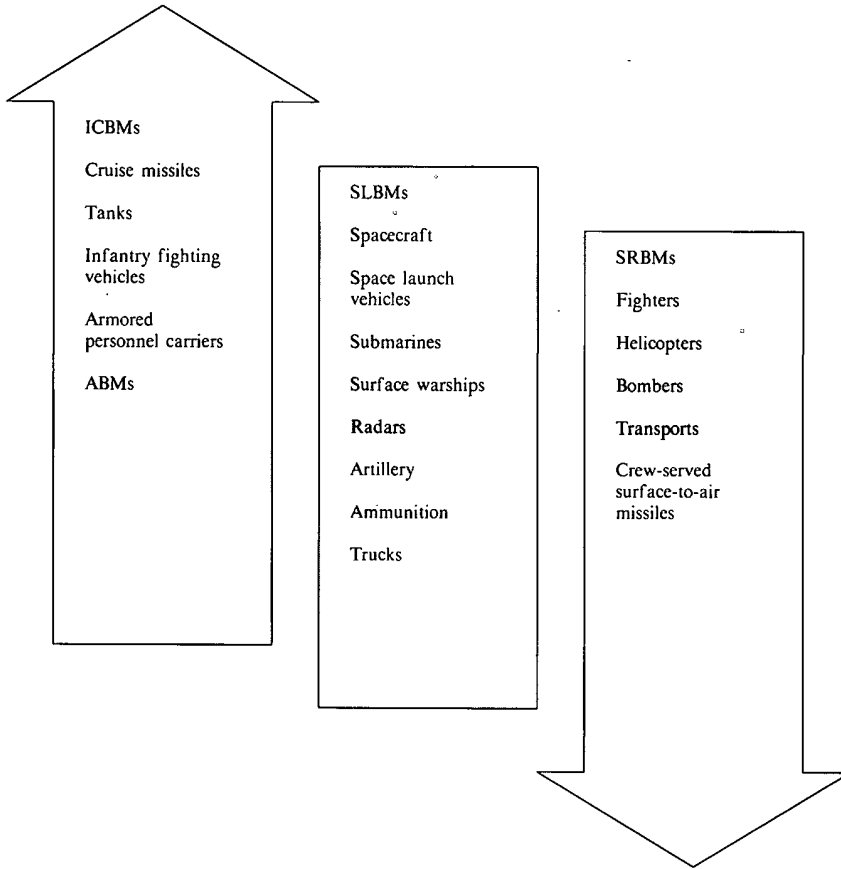 ICBMs
Cruise missiles
Tanks
Infantry fighting
vehicles
Armored
personnel carriers
ABMs
SLBMs
Spacecraft
Space launch
vehicles
Submarines
Surface warships
Radars
Artillery
Ammunition
Trucks
SRBMs
Fighters
Helicopters
Bombers
Transports
Crew-served
surface-to-air
missiles